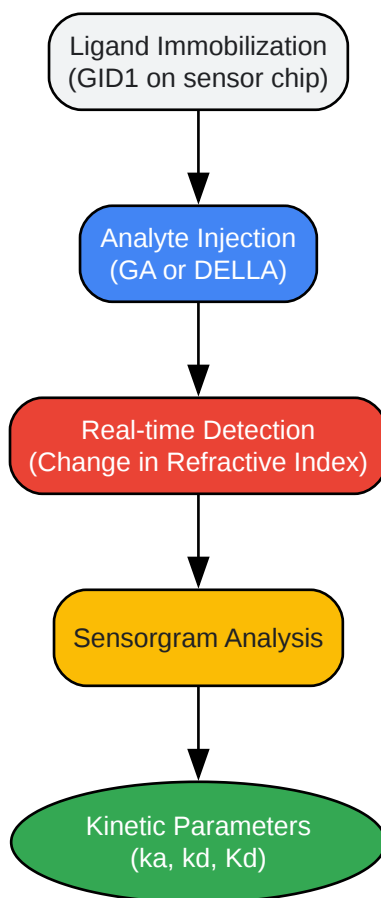 Ligand Immobilization
(GID1 on sensor chip)
Analyte Injection
(GA or DELLA)
Real-time Detection
(Change in Refractive Index)
Sensorgram Analysis
Kinetic Parameters
(ka, kd, Kd)